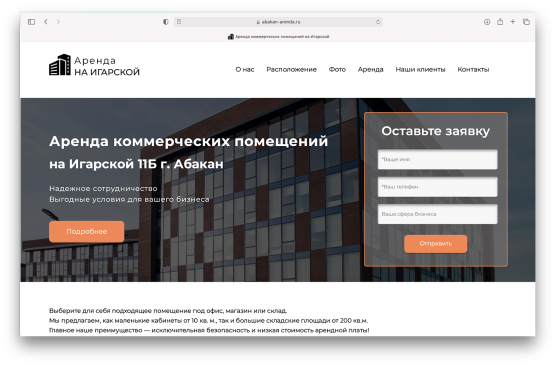 abakan-arenda.ru
Аренда коммерческих помещений на Игарской
Аренда
НА ИГАРСКОЙ
О нас
Расположение
Фото
Аренда
Наши клиенты
Контакты
Аренда коммерческих помещений
на Игарской 11Б г. Абакан
Надежное сотрудничество
Выгодные условия для вашего бизнеса
Подробнее
Оставьте заявку
*Ваше имя
*Ваш телефон
Ваша сфера бизнеса
Отправить
Выберите для себя подходящее помещение под офис, магазин или склад.
Мы предлагаем, как маленькие кабинеты от 10 кв. м., так и большие складские площади от 200 кв.м.
Главное наше преимущество — исключительная безопасность и низкая стоимость арендной платы!